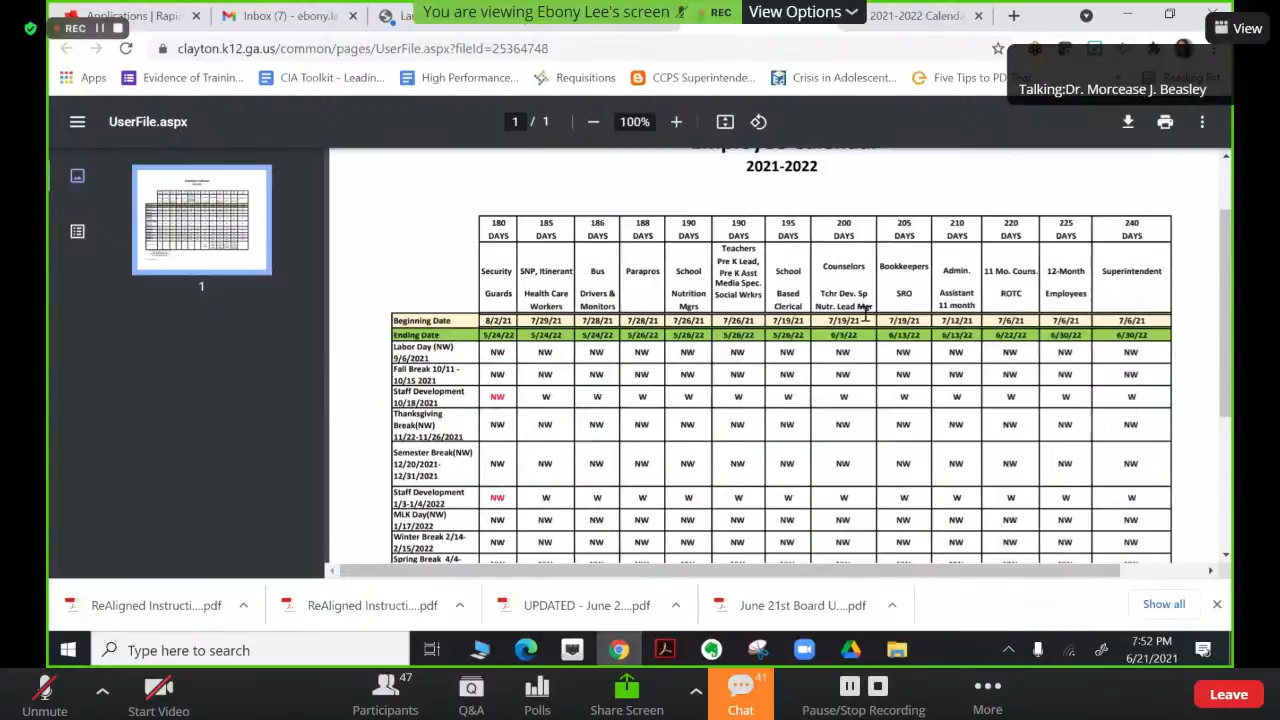 You are viewing Ebony Lee's screen REC View Options
Applications | Rapi
Inbox (7) - ebony
2021-2022 Calenda
REC
View
clayton.k12.ga.us/common/pages/UserFile.aspx?fileId=25364748
Apps Evidence of Trainin... CIA Toolkit - Leadin... High Performance... Requisitions CCPS Superintende... Crisis in Adolescent... Five Tips to PD That Reading list
Talking:Dr. Morcease J. Beasley
UserFile.aspx 1 / 1 100%
1
Employee Calendar
2021-2022
180 DAYS 185 DAYS 186 DAYS 188 DAYS 190 DAYS 190 DAYS 195 DAYS 200 DAYS 205 DAYS 210 DAYS 220 DAYS 225 DAYS 240 DAYS
Security Guards
SNP, Itinerant Health Care Workers
Bus Drivers & Monitors
Parapros
School Nutrition Mgrs
Teachers Pre K Lead, Pre K Asst Media Spec. Social Wrkrs
School Based Clerical
Counselors Tchr Dev. Sp Nutr. Lead Mgr
Bookkeepers SRO
Admin. Assistant 11 month
11 Mo. Couns. ROTC
12-Month Employees
Superintendent
Beginning Date 8/2/21 7/29/21 7/28/21 7/28/21 7/26/21 7/26/21 7/19/21 7/19/21 7/19/21 7/12/21 7/6/21 7/6/21 7/6/21
Ending Date 5/24/22 5/24/22 5/24/22 5/26/22 5/26/22 5/26/22 5/26/22 6/3/22 6/13/22 6/13/22 6/22/22 6/30/22 6/30/22
Labor Day (NW) 9/6/2021 NW NW NW NW NW NW NW NW NW NW NW NW NW
Fall Break 10/11 - 10/15 2021 NW NW NW NW NW NW NW NW NW NW NW NW NW
Staff Development 10/18/2021 NW W W W W W W W W W W W W
Thanksgiving Break(NW) 11/22-11/26/2021 NW NW NW NW NW NW NW NW NW NW NW NW NW
Semester Break(NW) 12/20/2021- 12/31/2021 NW NW NW NW NW NW NW NW NW NW NW NW NW
Staff Development 1/3-1/4/2022 NW W W W W W W W W W W W W
MLK Day(NW) 1/17/2022 NW NW NW NW NW NW NW NW NW NW NW NW NW
Winter Break 2/14- 2/15/2022 NW NW NW NW NW NW NW NW NW NW NW NW NW
Spring Break 4/4-
ReAligned Instructi....pdf ReAligned Instructi....pdf UPDATED - June 2....pdf June 21st Board U....pdf Show all
Type here to search
7:52 PM
6/21/2021
47 41
Unmute Start Video Participants Q&A Polls Share Screen Chat Pause/Stop Recording More Leave